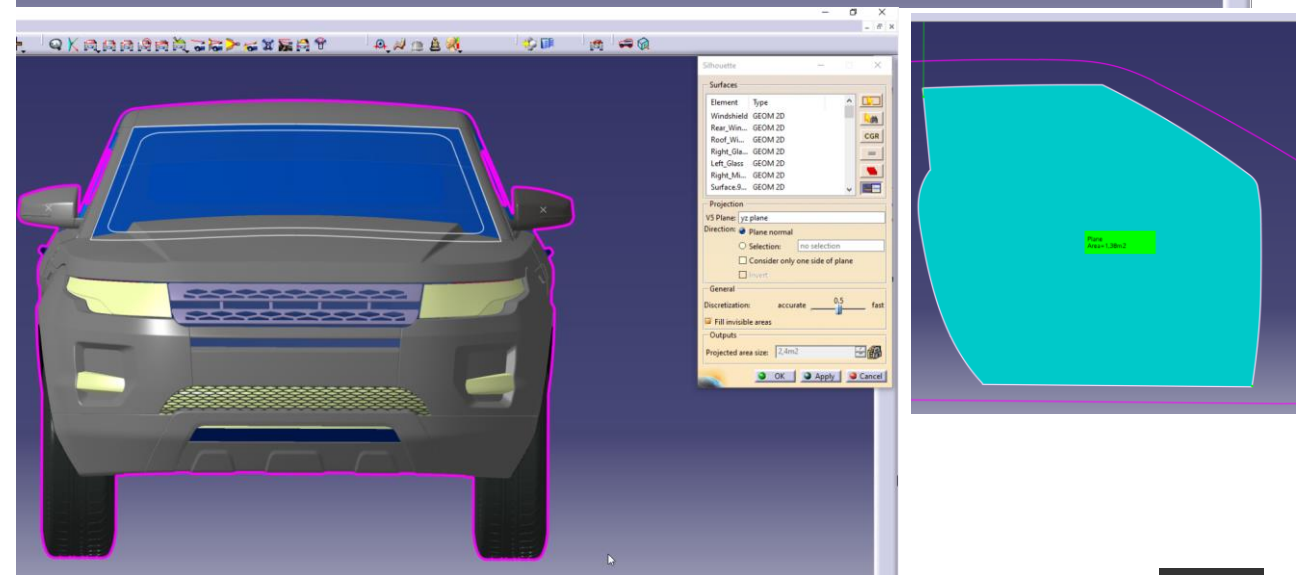 Silhouette
Surfaces
Element Type
Windshield GEOM 2D
Rear_Win... GEOM 2D
Roof_Wi... GEOM 2D
Right_Gla... GEOM 2D
Left_Glass GEOM 2D
Right_Mi... GEOM 2D
Surface.9... GEOM 2D
CGR
Projection
V5 Plane: yz plane
Direction: Plane normal
Selection: no selection
Consider only one side of plane
Invert
General
Discretization: accurate 0.5 fast
Fill invisible areas
Outputs
Projected area size: 2,4m2
OK Apply Cancel
Plane
Area=1,38m2